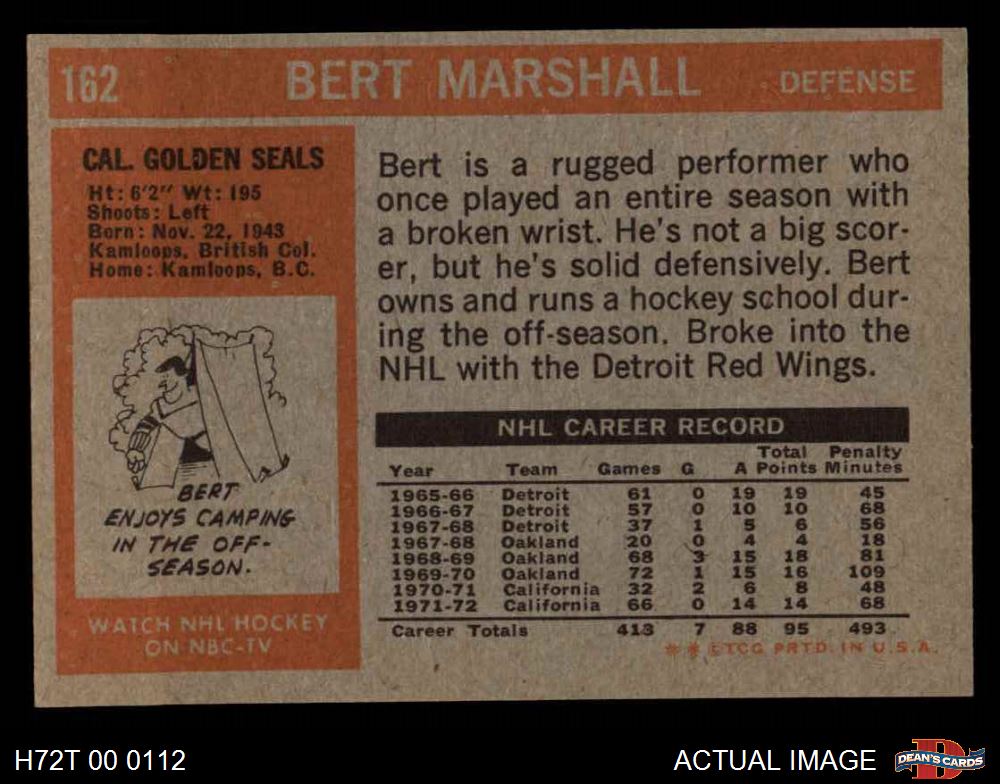 162 BERT MARSHALL DEFENSE
CAL. GOLDEN SEALS
Ht: 6'2" Wt: 195
Shoots: Left
Born: Nov. 22, 1943
Kamloops, British Col.
Home: Kamloops, B.C.
BERT
ENJOYS CAMPING
IN THE OFF-
SEASON.
WATCH NHL HOCKEY
ON NBC-TV
Bert is a rugged performer who
once played an entire season with
a broken wrist. He's not a big scor-
er, but he's solid defensively. Bert
owns and runs a hockey school dur-
ing the off-season. Broke into the
NHL with the Detroit Red Wings.
NHL CAREER RECORD
Total Penalty
Year Team Games G A Points Minutes
1965-66 Detroit 61 0 19 19 45
1966-67 Detroit 57 0 10 10 68
1967-68 Detroit 37 1 5 6 56
1967-68 Oakland 20 0 4 4 18
1968-69 Oakland 68 3 15 18 81
1969-70 Oakland 72 1 15 16 109
1970-71 California 32 2 6 8 48
1971-72 California 66 0 14 14 68
Career Totals 413 7 88 95 493
** ©TCG PRTD. IN U.S.A.
H72T 00 0112
ACTUAL IMAGE
DEAN'S CARDS